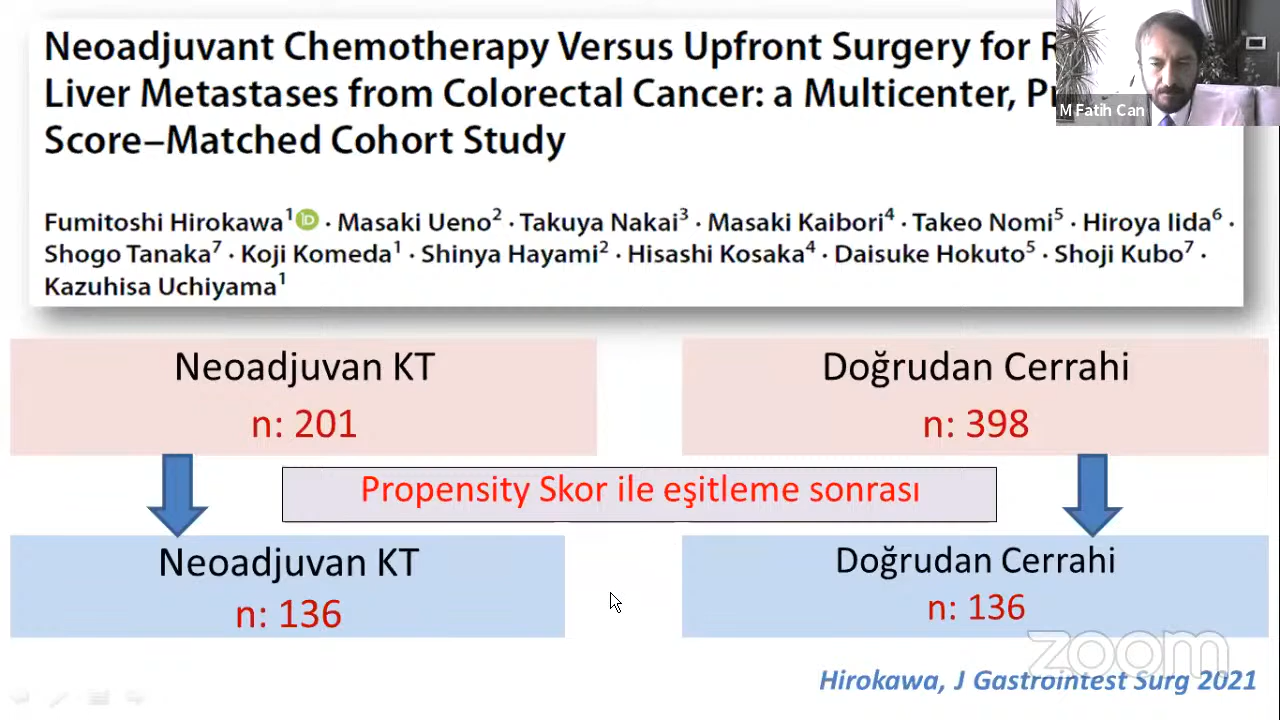 Neoadjuvant Chemotherapy Versus Upfront Surgery for
Liver Metastases from Colorectal Cancer: a Multicenter,
Score–Matched Cohort Study
M Fatih Can
Fumitoshi Hirokawa1 iD · Masaki Ueno2 · Takuya Nakai3 · Masaki Kaibori4 · Takeo Nomi5 · Hiroya Iida6 ·
Shogo Tanaka7 · Koji Komeda1 · Shinya Hayami2 · Hisashi Kosaka4 · Daisuke Hokuto5 · Shoji Kubo7 ·
Kazuhisa Uchiyama1
Neoadjuvan KT
n: 201
Doğrudan Cerrahi
n: 398
Propensity Skor ile eşitleme sonrası
Neoadjuvan KT
n: 136
Doğrudan Cerrahi
n: 136
zoom
Hirokawa, J Gastrointest Surg 2021